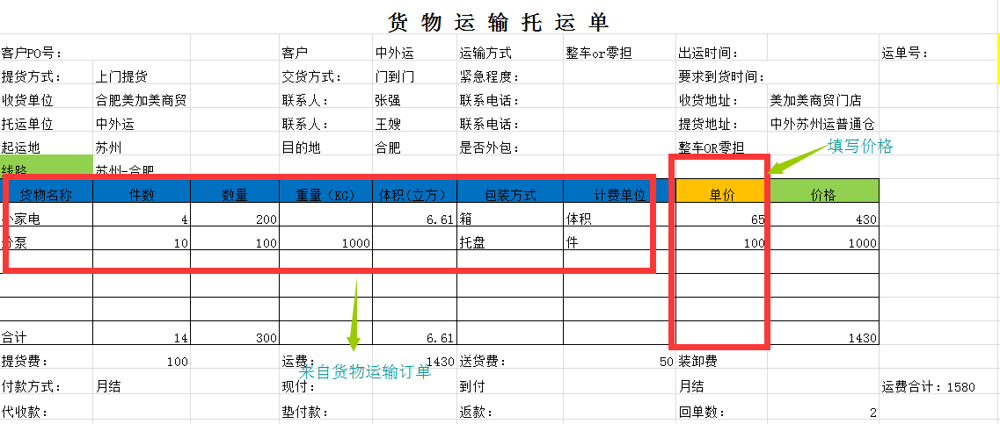 货 物 运 输 托 运 单
客户PO号： 客户 中外运 运输方式 整车or零担 出运时间： 运单号：
提货方式： 上门提货 交货方式： 门到门 紧急程度： 要求到货时间：
收货单位 合肥美加美商贸 联系人： 张强 联系电话： 收货地址： 美加美商贸门店
托运单位 中外运 联系人： 王嫂 联系电话： 提货地址： 中外苏州运普通仓
起运地 苏州 目的地 合肥 是否外包： 整车OR零担 填写价格
线路 苏州-合肥
货物名称 件数 数量 重量（KG） 体积(立方) 包装方式 计费单位 单价 价格
小家电 4 200 6.61 箱 体积 65 430
分泵 10 100 1000 托盘 件 100 1000
合计 14 300 6.61 1430
提货费： 100 运费： 1430 送货费： 50 装卸费
来自货物运输订单
付款方式： 月结 现付： 到付 月结 运费合计：1580
代收款： 垫付款： 返款： 回单数： 2